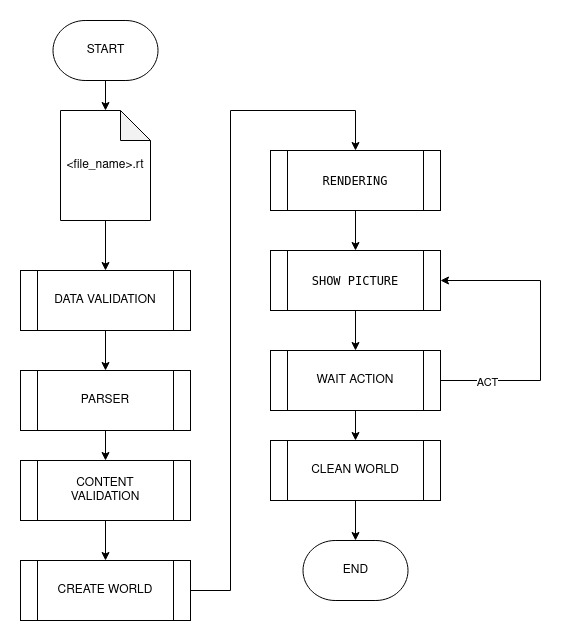 START
<file_name>.rt
DATA VALIDATION
PARSER
CONTENT
VALIDATION
CREATE WORLD
RENDERING
SHOW PICTURE
WAIT ACTION
ACT
CLEAN WORLD
END